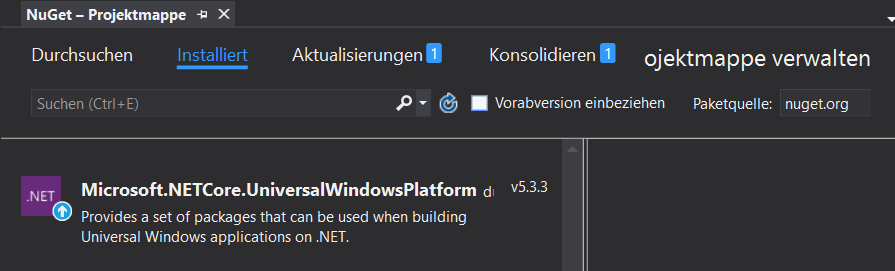 NuGet – Projektmappe
Durchsuchen Installiert Aktualisierungen 1 Konsolidieren 1 ojektmappe verwalten
Suchen (Ctrl+E) Vorabversion einbeziehen Paketquelle: nuget.org
.NET Microsoft.NETCore.UniversalWindowsPlatform v5.3.3
Provides a set of packages that can be used when building
Universal Windows applications on .NET.